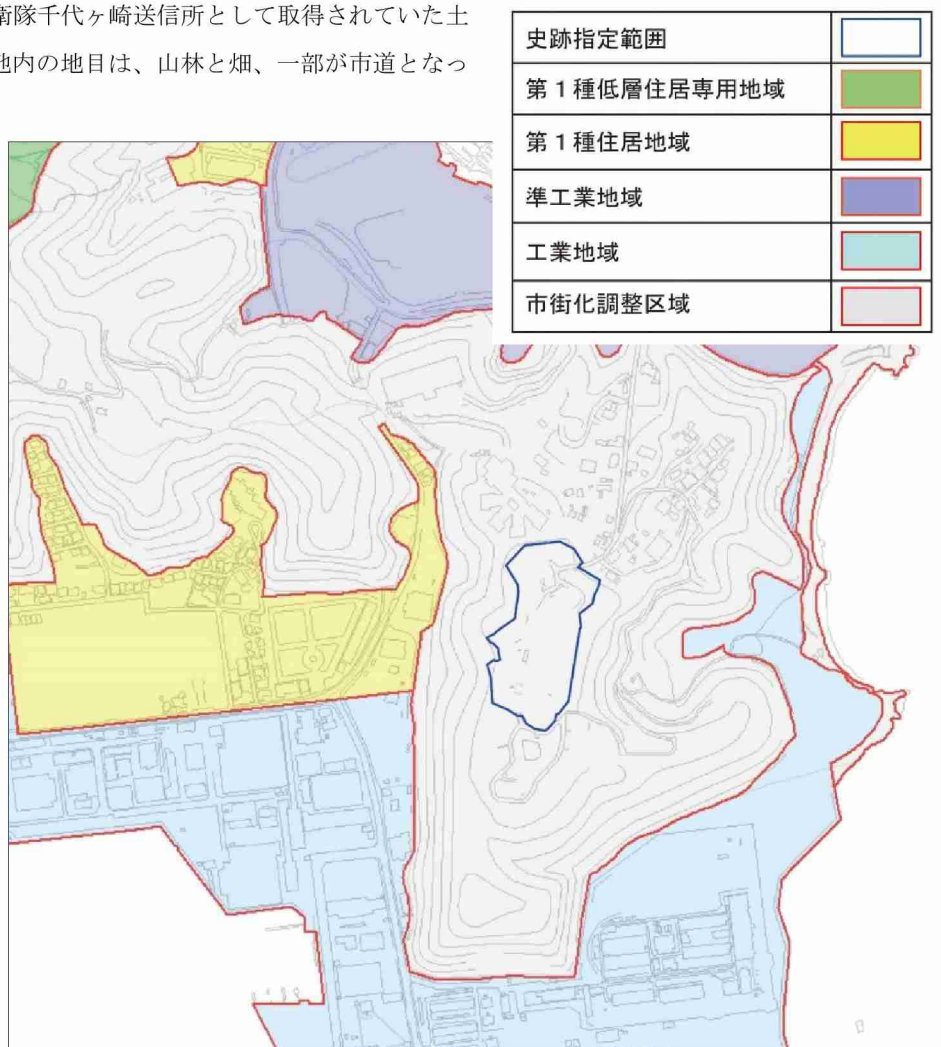 衛隊千代ヶ崎送信所として取得されていた土
地内の地目は、山林と畑、一部が市道となっ
史跡指定範囲
第１種低層住居専用地域
第１種住居地域
準工業地域
工業地域
市街化調整区域